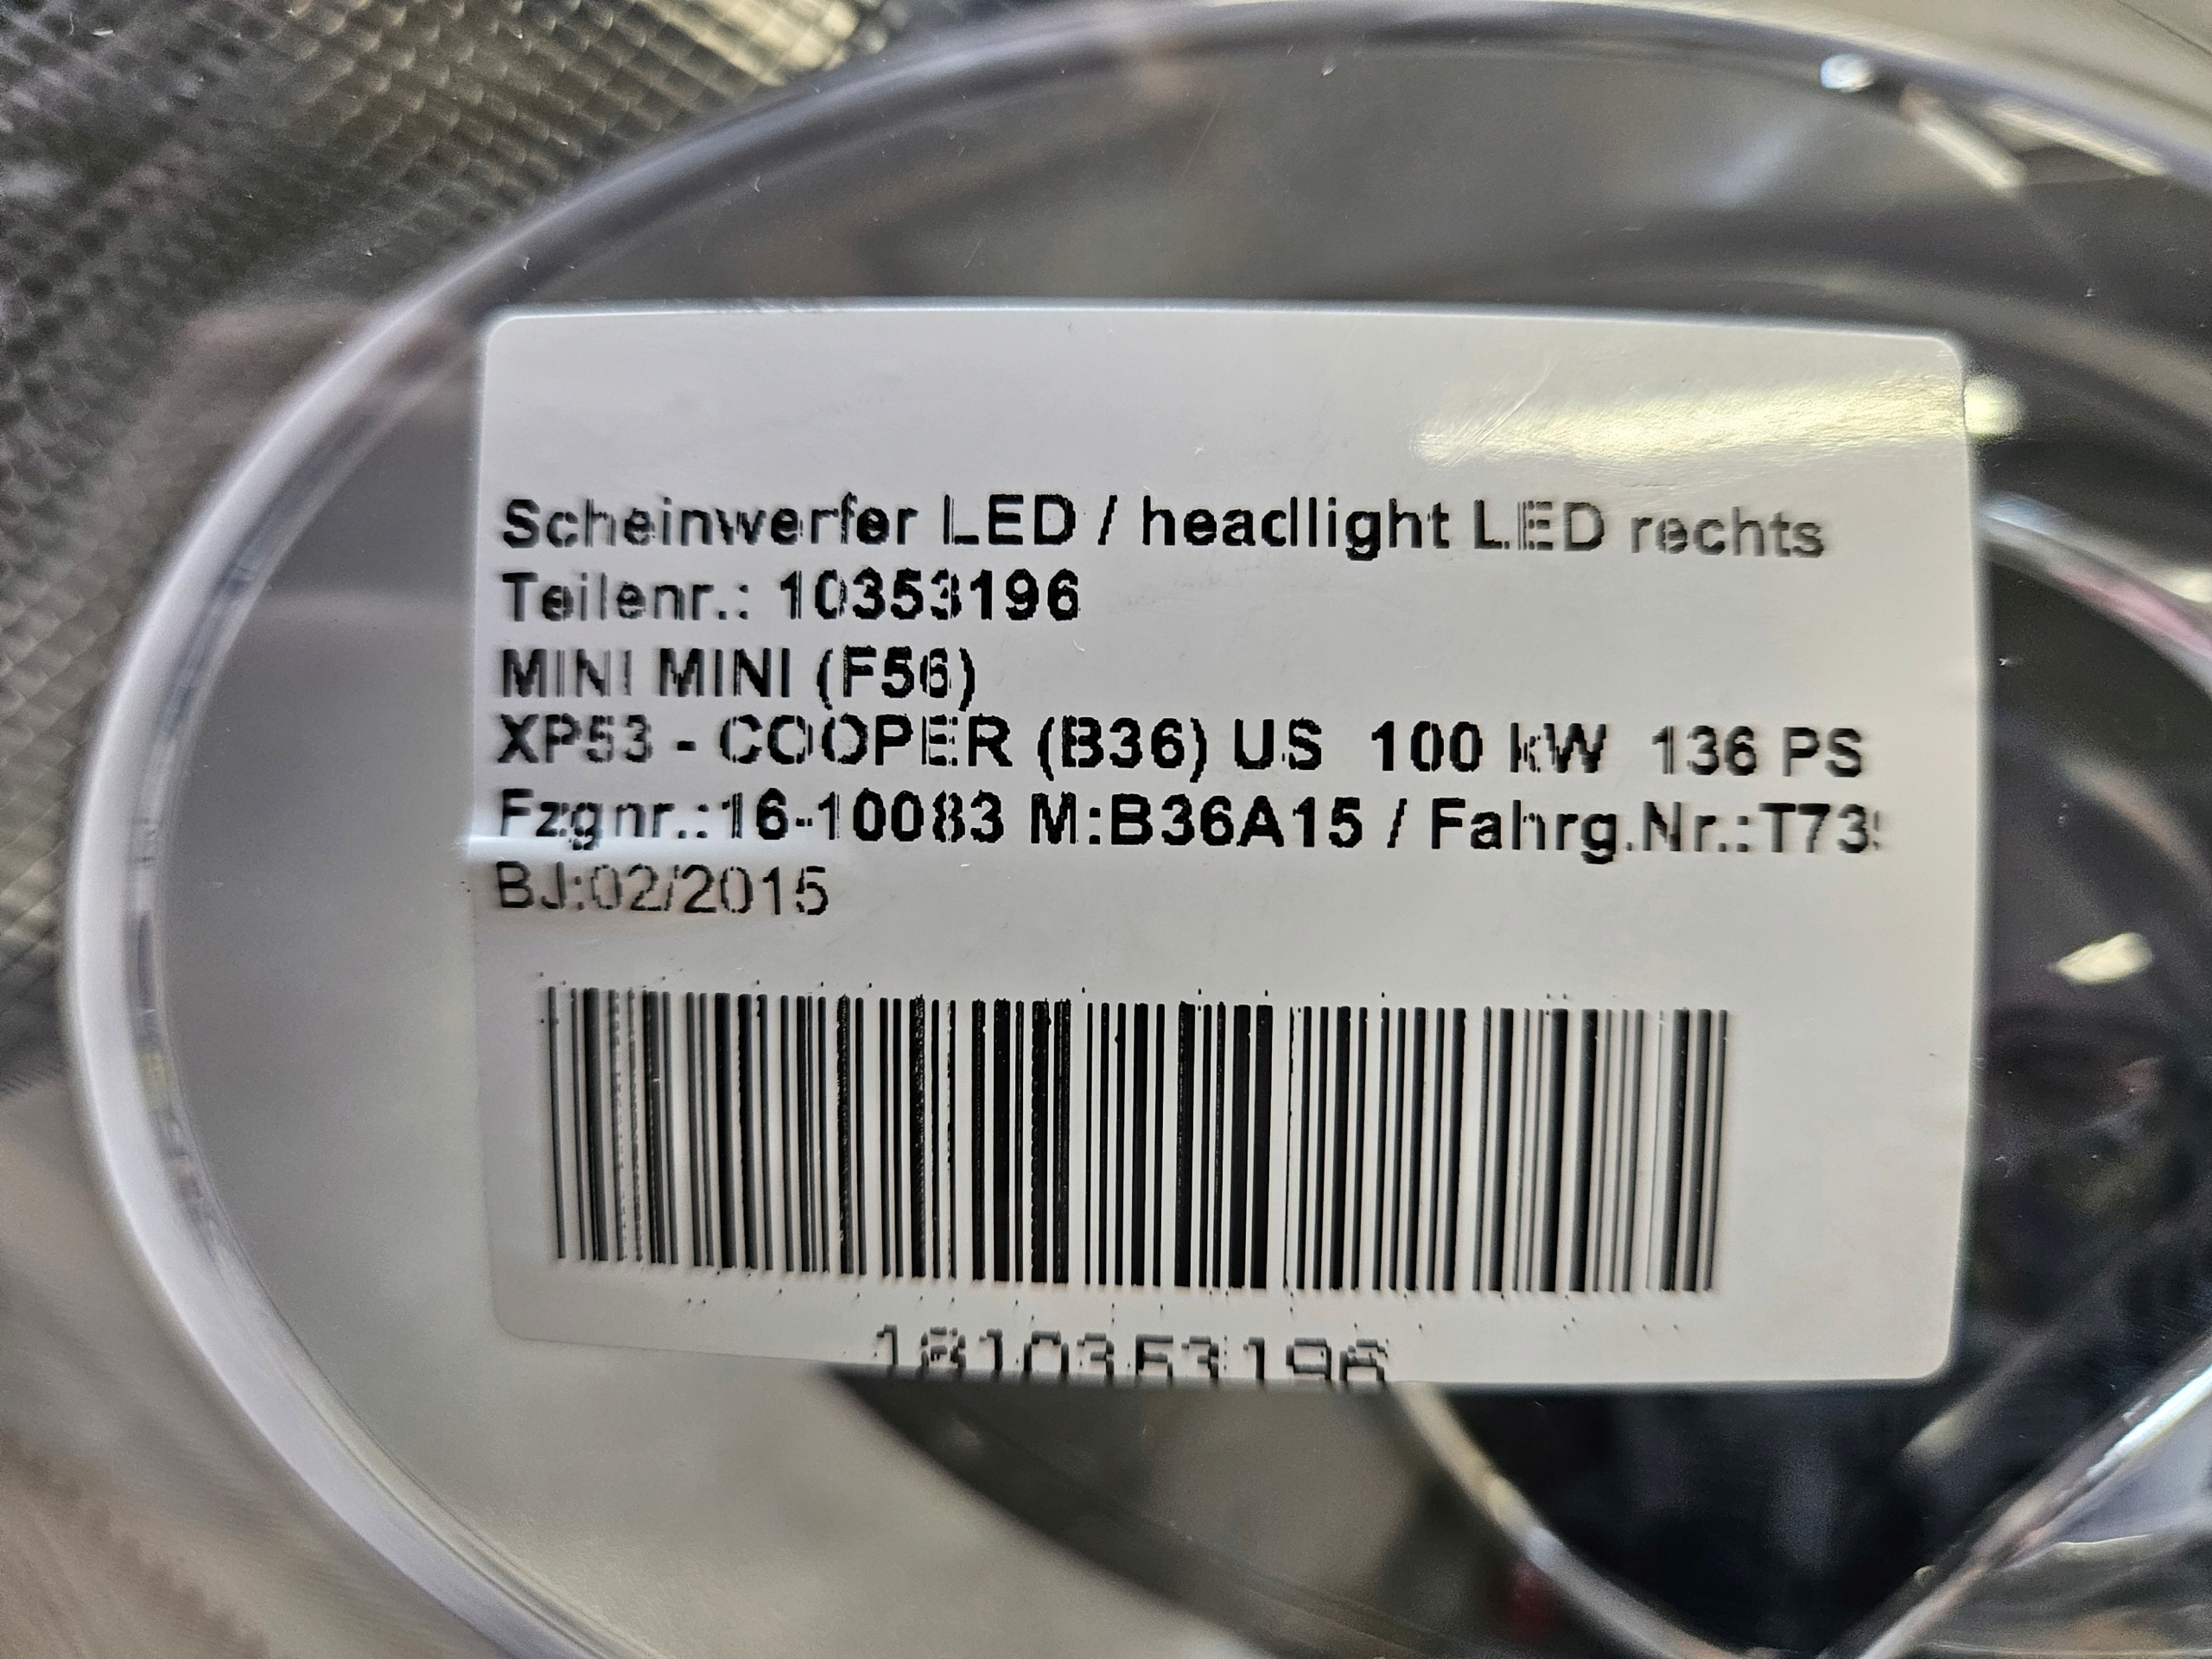 Scheinwerfer LED / headlight LED rechts
Teilenr.: 10353196
MINI MINI (F56)
XP53 - COOPER (B36) US 100 kW 136 PS
Fzgnr.:16-10083 M:B36A15 / Fahrg.Nr.:T73
BJ:02/2015
1810353196